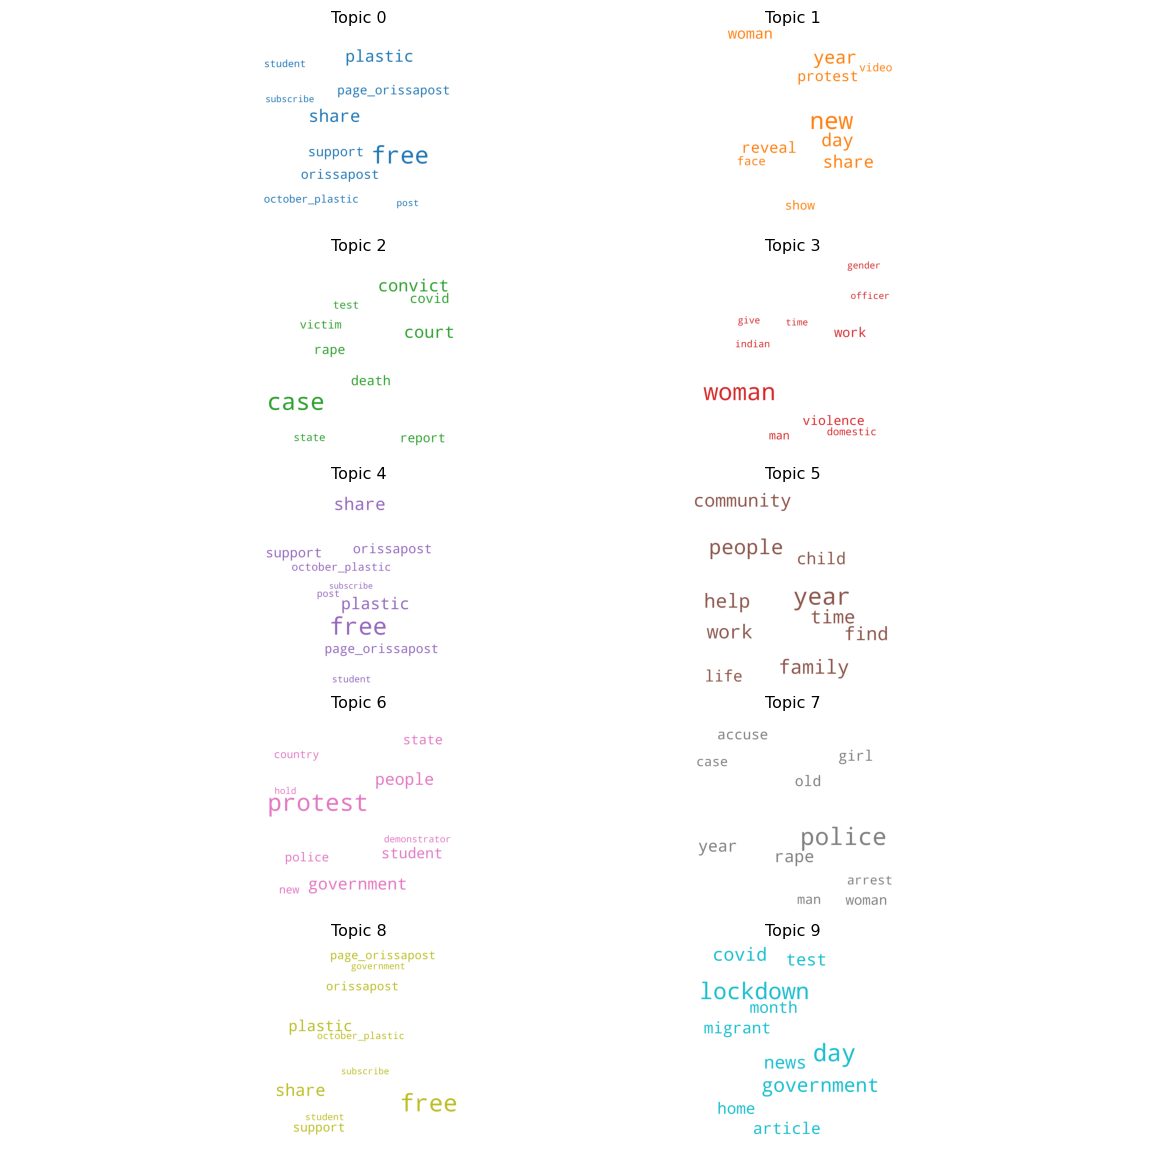 Topic 0
plastic
student
page_orissapost
subscribe
share
support
free
orissapost
october_plastic
post
Topic 1
woman
year
video
protest
new
day
reveal
face
share
show
Topic 2
convict
covid
test
victim
court
rape
death
case
state
report
Topic 3
gender
officer
give
time
work
indian
woman
violence
domestic
man
Topic 4
share
orissapost
support
october_plastic
subscribe
post
plastic
free
page_orissapost
student
Topic 5
community
people
child
help
year
time
work
find
family
life
Topic 6
state
country
people
hold
protest
demonstrator
student
police
government
new
Topic 7
accuse
girl
case
old
police
year
rape
arrest
man
woman
Topic 8
page_orissapost
government
orissapost
plastic
october_plastic
subscribe
share
free
student
support
Topic 9
covid
test
lockdown
month
migrant
day
news
government
home
article